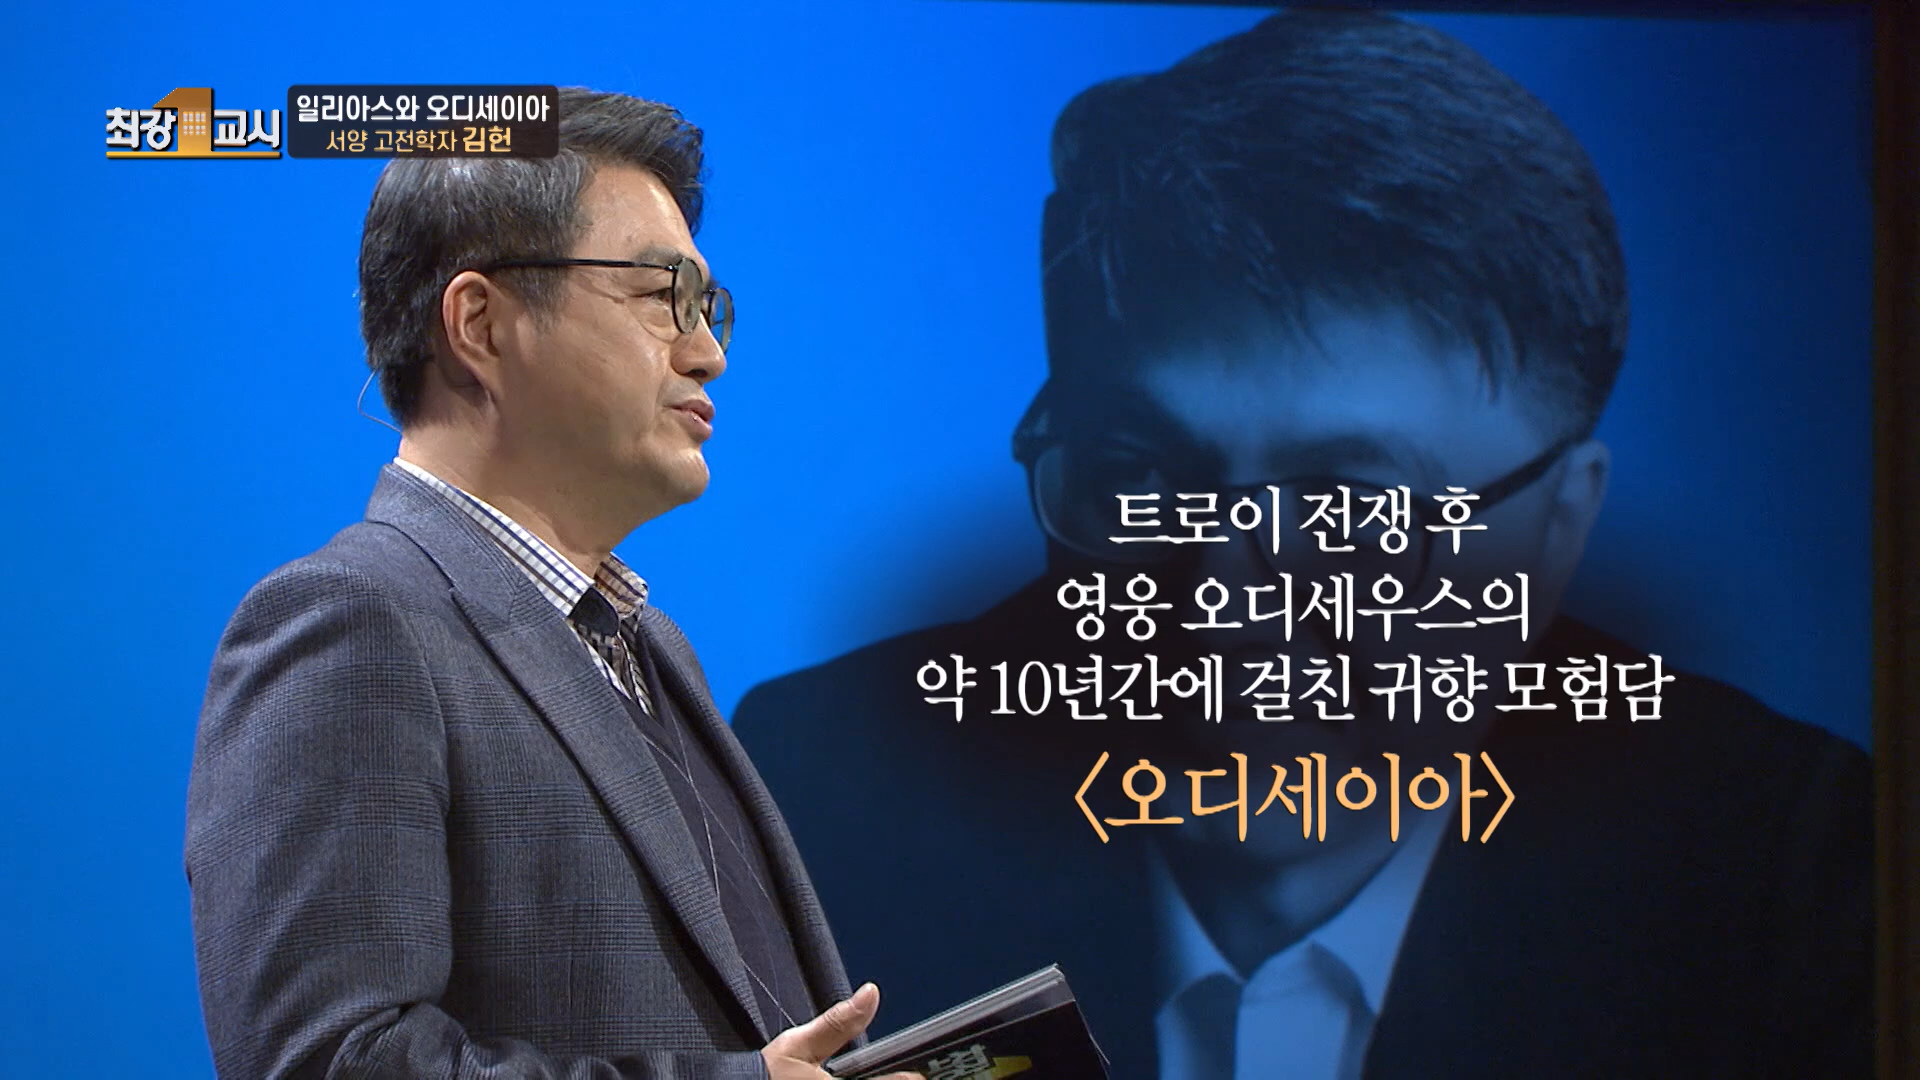 최강1교시
일리아스와 오디세이아
서양 고전학자 김헌
트로이 전쟁 후
영웅 오디세우스의
약 10년간에 걸친 귀향 모험담
<오디세이아>